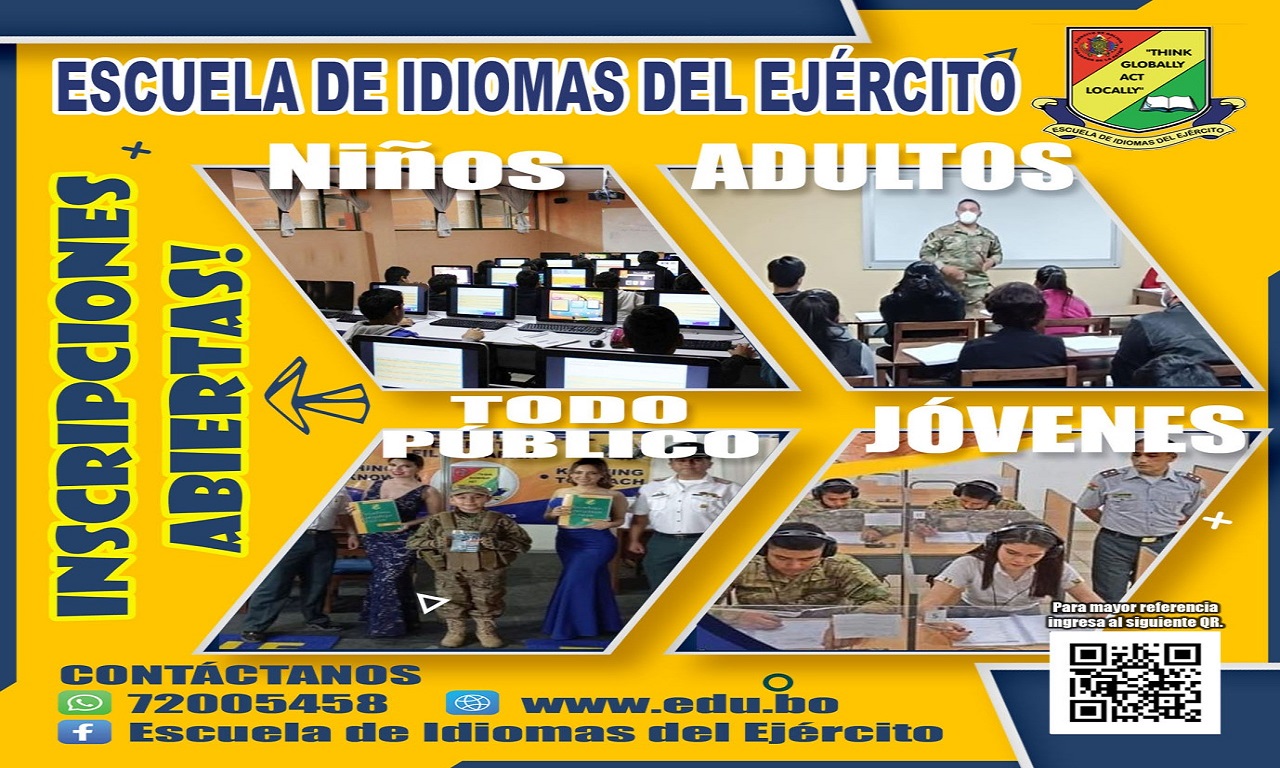 ESCUELA DE IDIOMAS DEL EJÉRCITO
"THINK
GLOBALLY
ACT
LOCALLY"
ESCUELA DE IDIOMAS DEL EJÉRCITO
INSCRIPCIONES
ABIERTAS!
Niños
ADULTOS
TODO
PÚBLICO
JÓVENES
Para mayor referencia
ingresa al siguiente QR.
CONTÁCTANOS
72005458
www.edu.bo
Escuela de Idiomas del Ejército